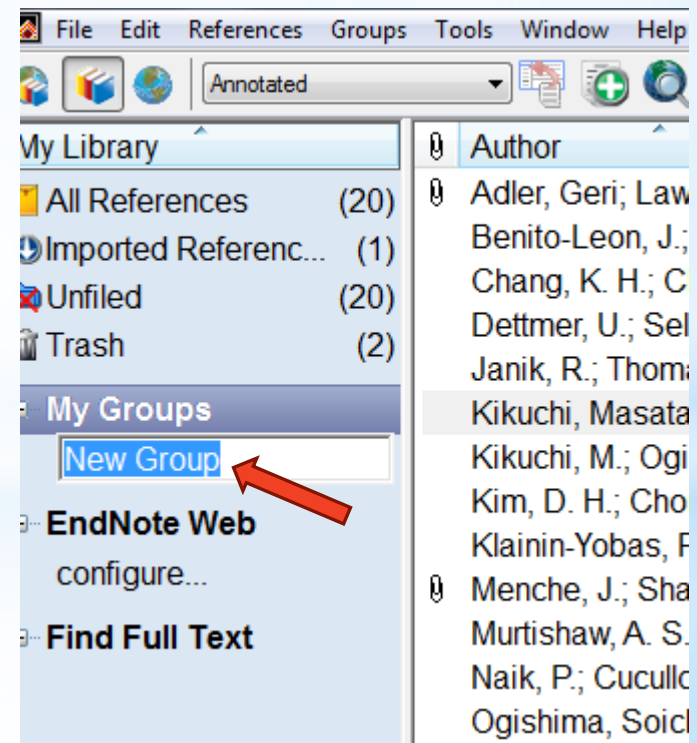 File Edit References Groups Tools Window Help
Annotated
My Library
All References (20)
Imported Referenc... (1)
Unfiled (20)
Trash (2)
My Groups
New Group
EndNote Web
configure...
Find Full Text
Author
Adler, Geri; Law
Benito-Leon, J.;
Chang, K. H.; C
Dettmer, U.; Sel
Janik, R.; Thoma
Kikuchi, Masata
Kikuchi, M.; Ogi
Kim, D. H.; Cho
Klainin-Yobas, P
Menche, J.; Sha
Murtishaw, A. S.
Naik, P.; Cucullo
Ogishima, Soic